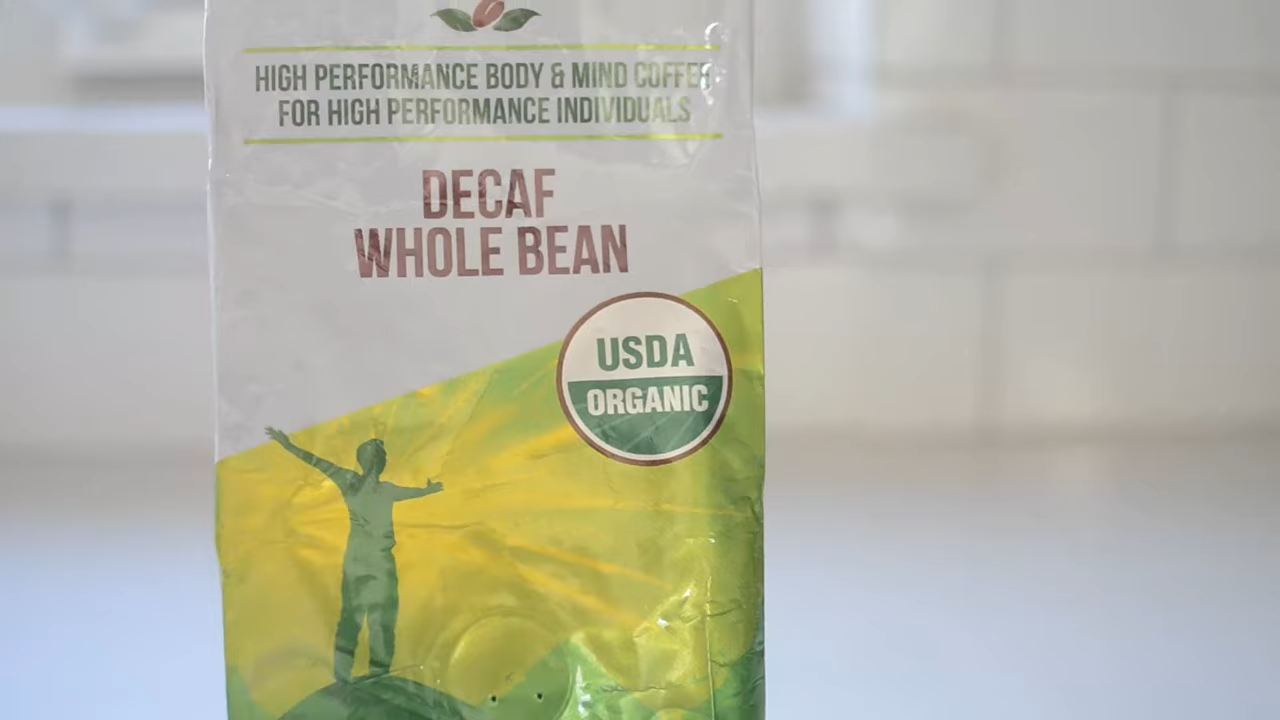 HIGH PERFORMANCE BODY & MIND COFFEE
FOR HIGH PERFORMANCE INDIVIDUALS
DECAF
WHOLE BEAN
USDA
ORGANIC